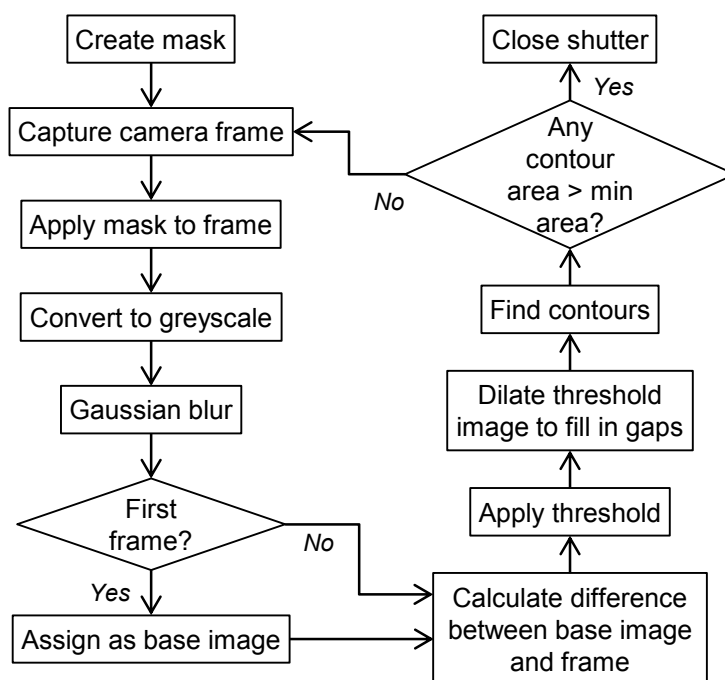 Create mask
Capture camera frame
Apply mask to frame
Convert to greyscale
Gaussian blur
First
frame?
Yes
No
Assign as base image
Calculate difference
between base image
and frame
Apply threshold
Dilate threshold
image to fill in gaps
Find contours
Any
contour
area > min
area?
No
Yes
Close shutter